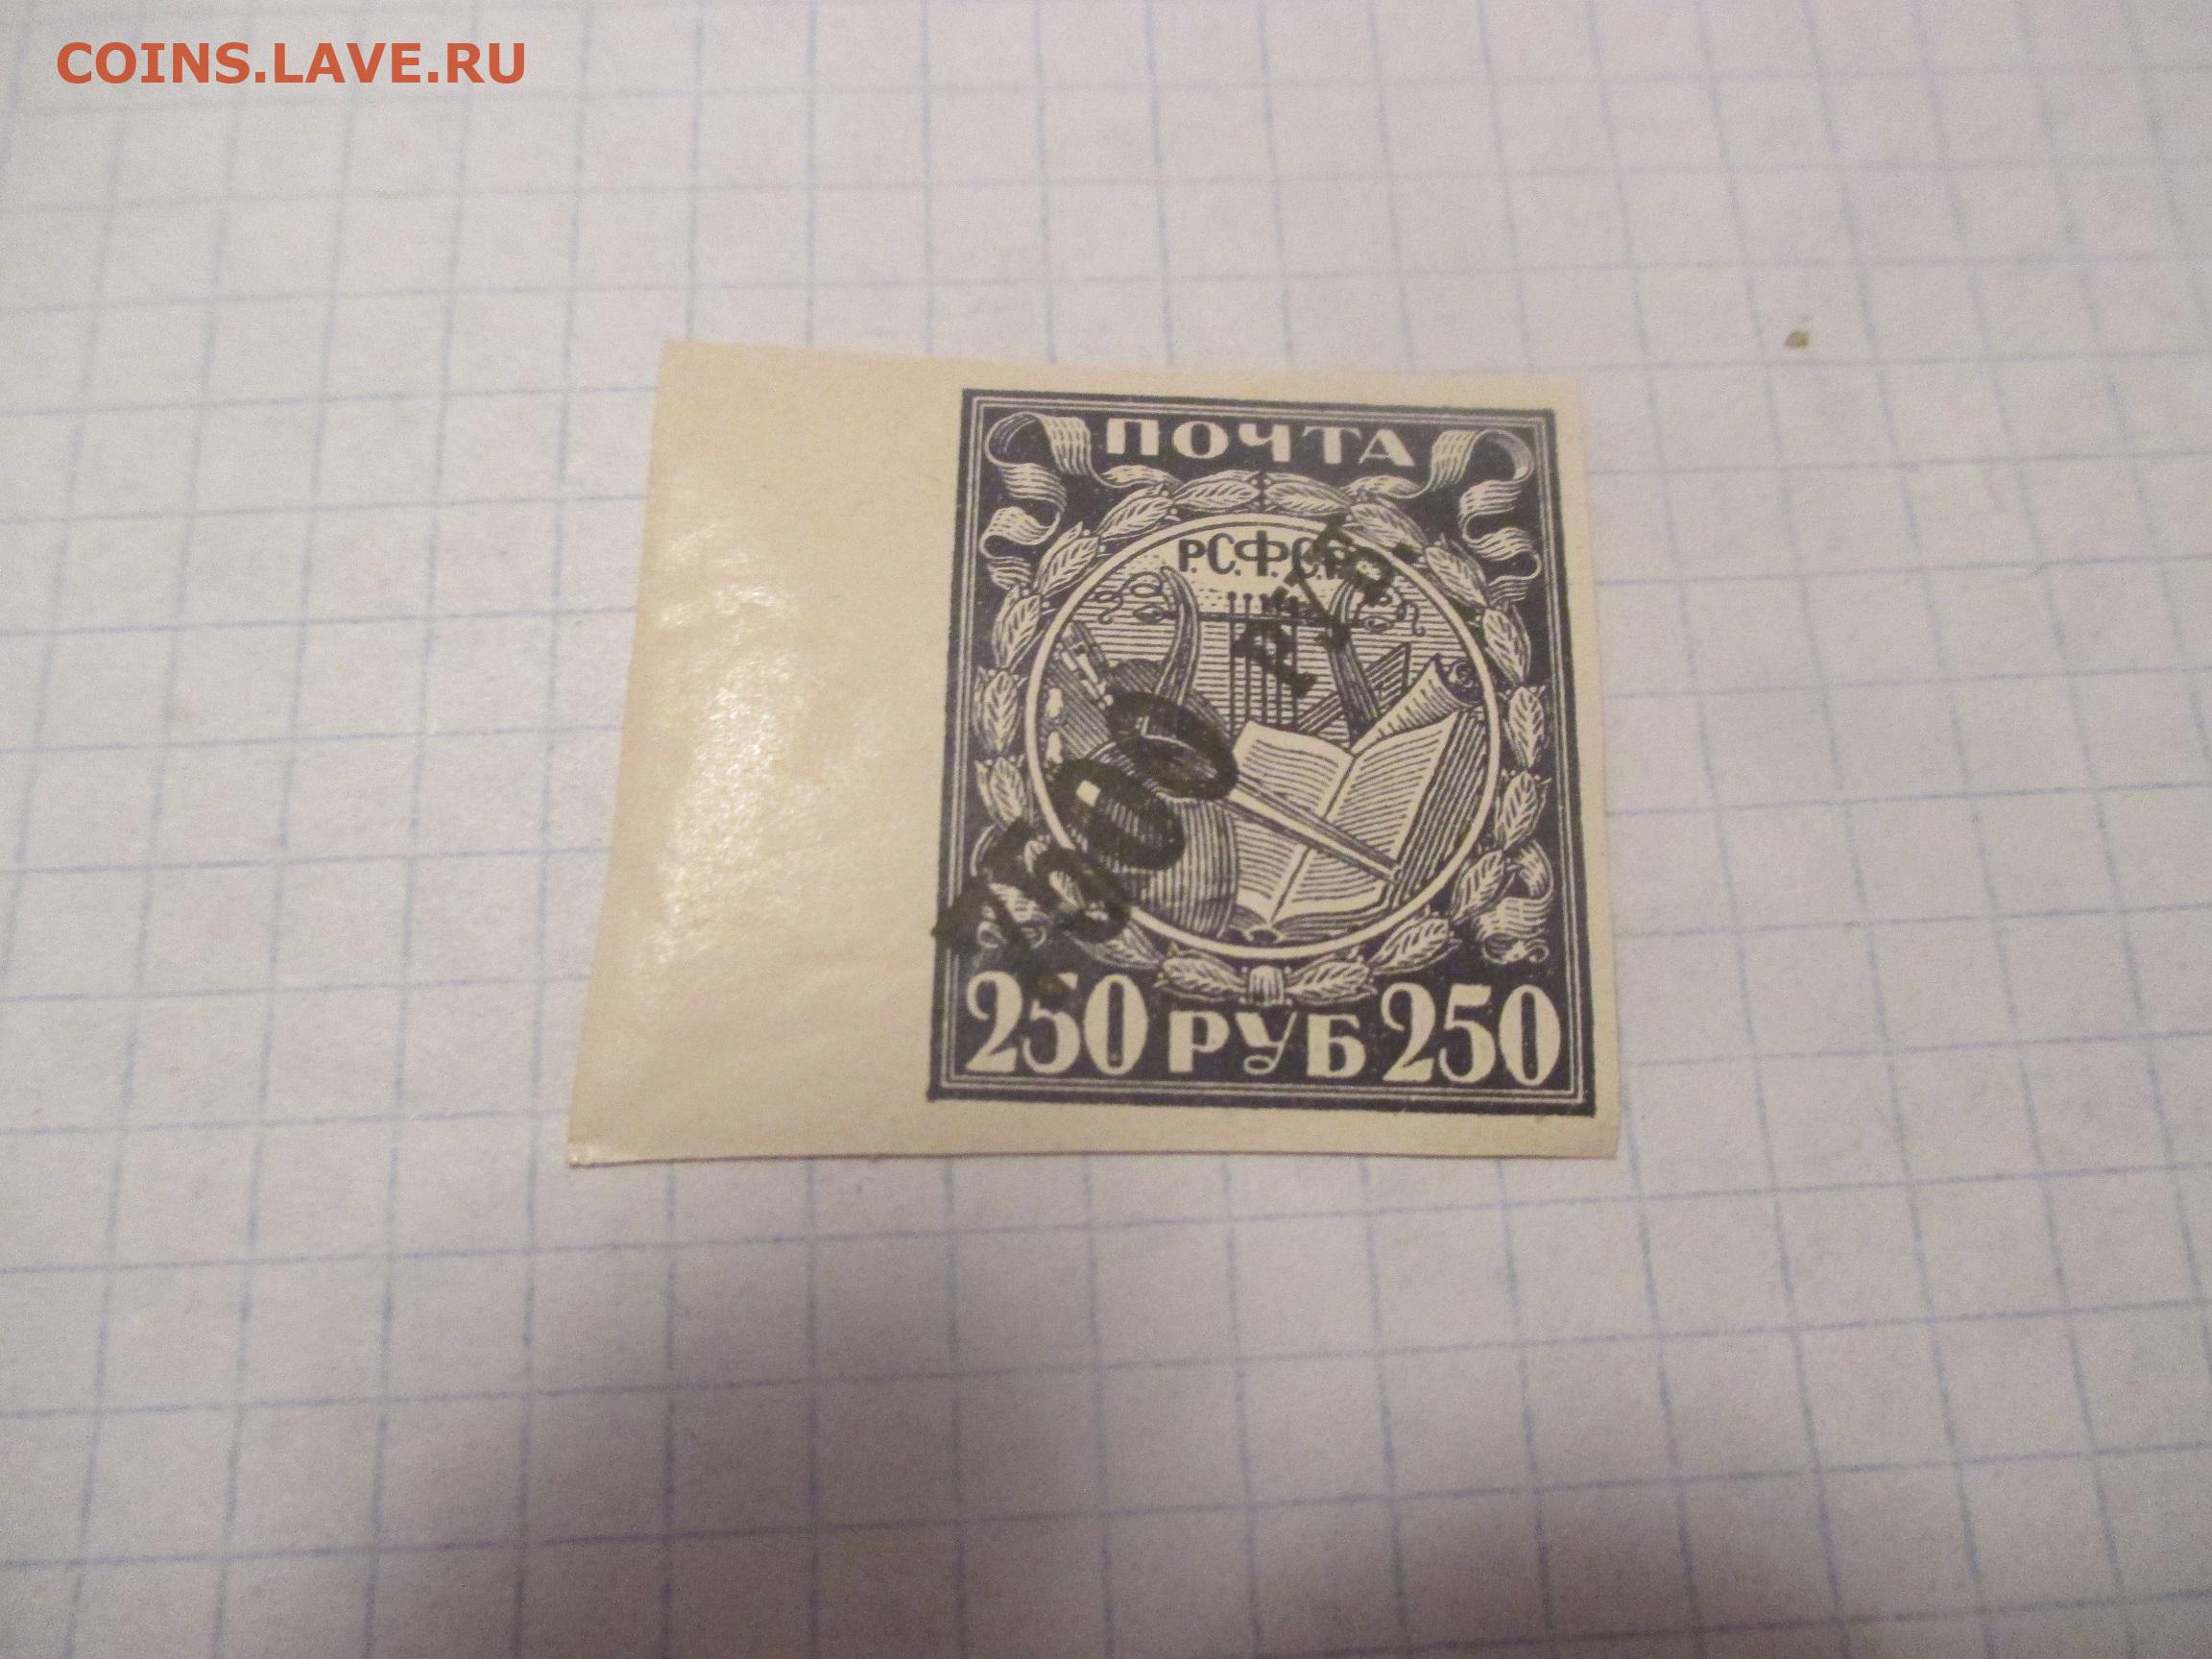 COINS.LAVE.RU
ПОЧТА
Р.С.Ф.С.Р.
7500 РУБ.
250 РУБ 250